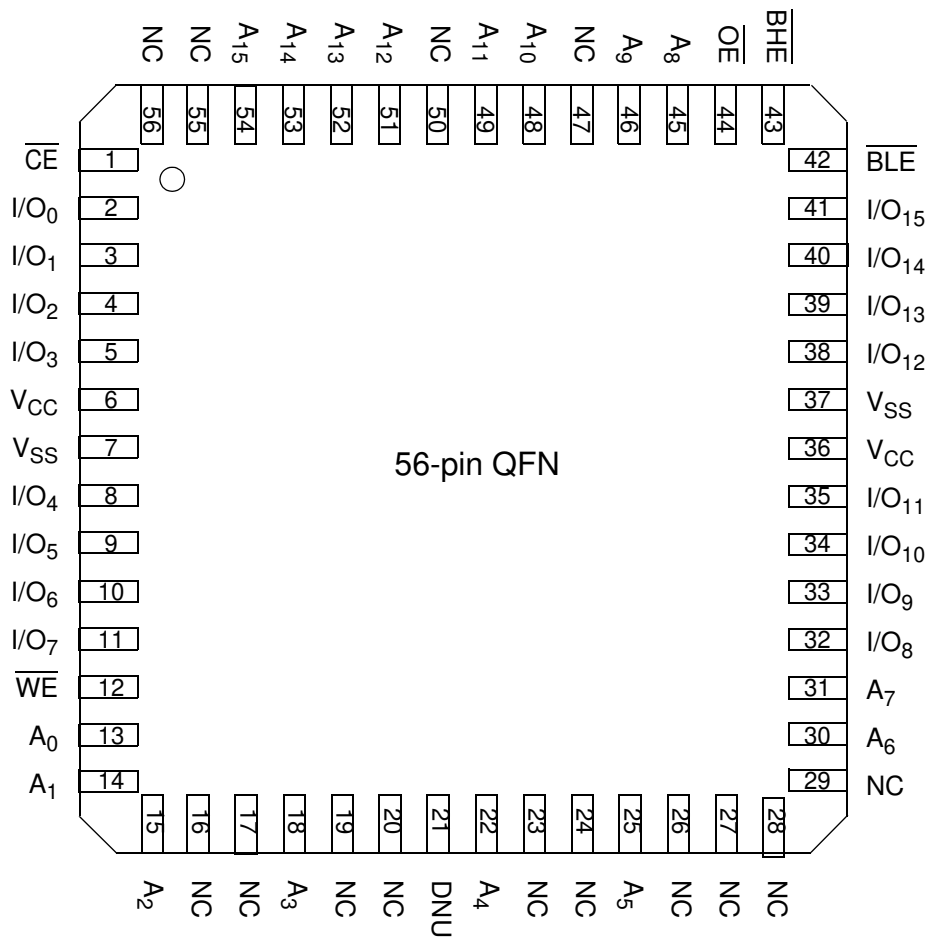 NC NC A15 A14 A13 A12 NC A11 A10 NC A9 A8 OE BHE
56 55 54 53 52 51 50 49 48 47 46 45 44 43
CE 1 42 BLE
I/O0 2 41 I/O15
I/O1 3 40 I/O14
I/O2 4 39 I/O13
I/O3 5 38 I/O12
VCC 6 37 VSS
VSS 7 36 VCC
56-pin QFN
I/O4 8 35 I/O11
I/O5 9 34 I/O10
I/O6 10 33 I/O9
I/O7 11 32 I/O8
WE 12 31 A7
A0 13 30 A6
A1 14 29 NC
15 16 17 18 19 20 21 22 23 24 25 26 27 28
A2 NC NC A3 NC NC DNU A4 NC NC A5 NC NC NC